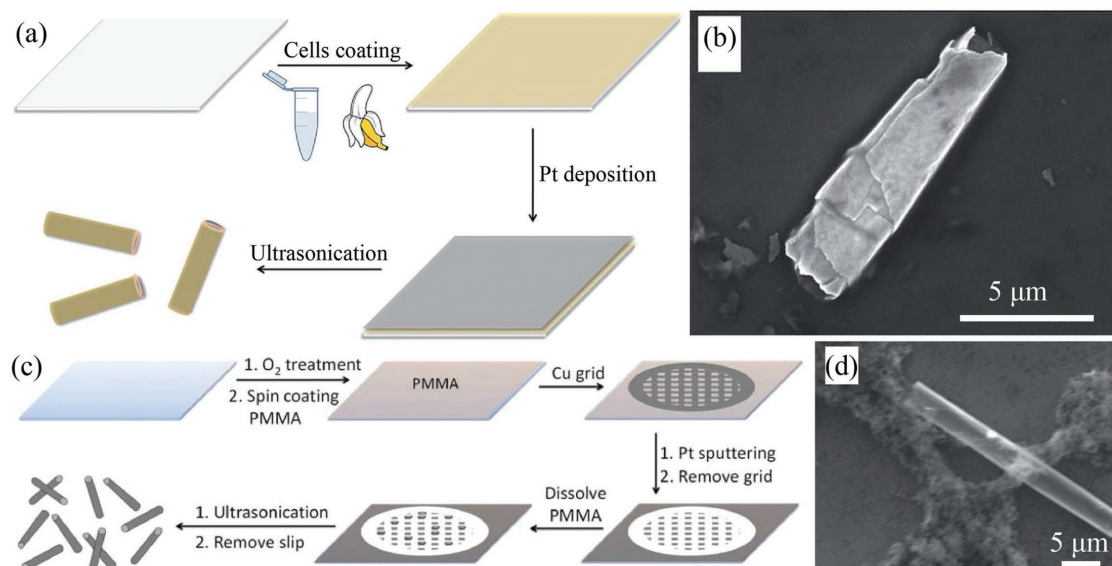 (a)
Cells coating
Pt deposition
Ultrasonication
(b)
5 μm
(c)
1. O₂ treatment
2. Spin coating
PMMA
PMMA
Cu grid
1. Pt sputtering
2. Remove grid
Dissolve
PMMA
1. Ultrasonication
2. Remove slip
(d)
5 μm